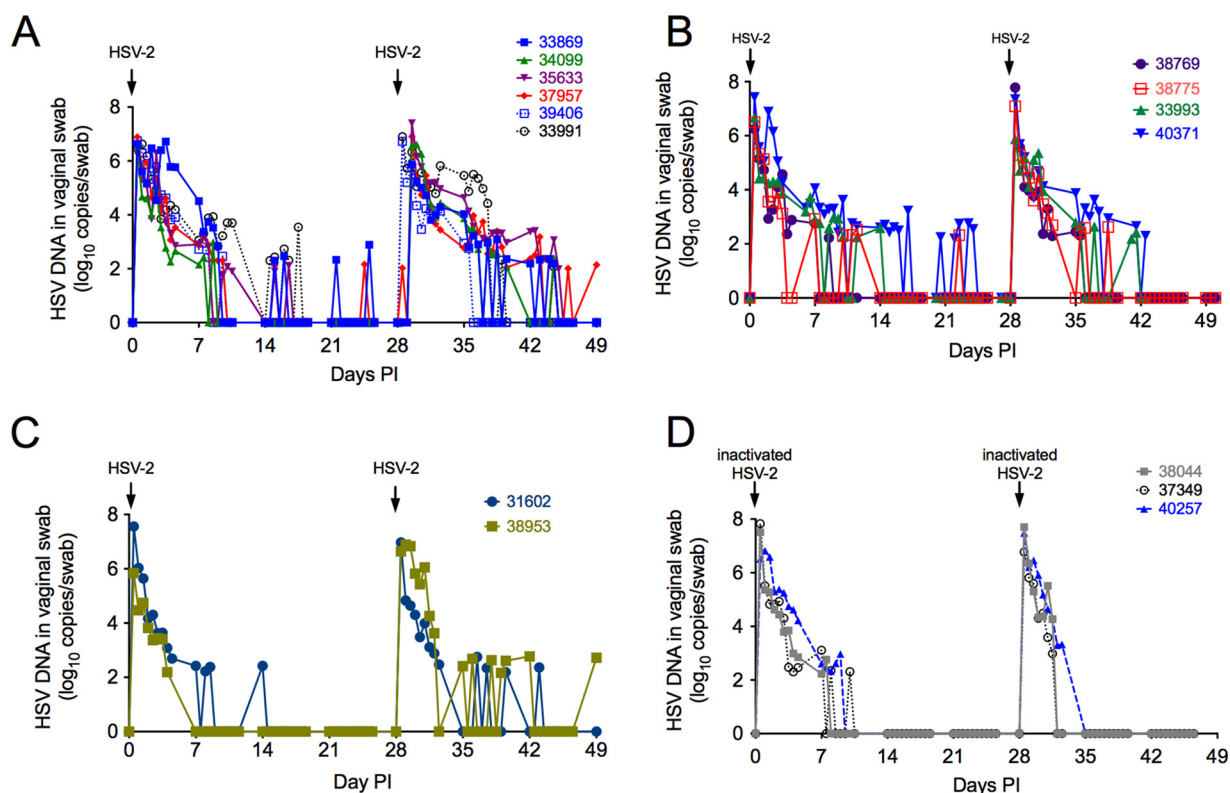 A
HSV-2
HSV-2
33869
34099
35633
37957
39406
33991
HSV DNA in vaginal swab
(log10 copies/swab)
8
6
4
2
0
0 7 14 21 28 35 42 49
Days PI
B
HSV-2
HSV-2
38769
38775
33993
40371
HSV DNA in vaginal swab
(log10 copies/swab)
8
6
4
2
0
0 7 14 21 28 35 42 49
Days PI
C
HSV-2
HSV-2
31602
38953
HSV DNA in vaginal swab
(log10 copies/swab)
8
6
4
2
0
0 7 14 21 28 35 42 49
Day PI
D
inactivated
HSV-2
inactivated
HSV-2
38044
37349
40257
HSV DNA in vaginal swab
(log10 copies/swab)
8
6
4
2
0
0 7 14 21 28 35 42 49
Days PI